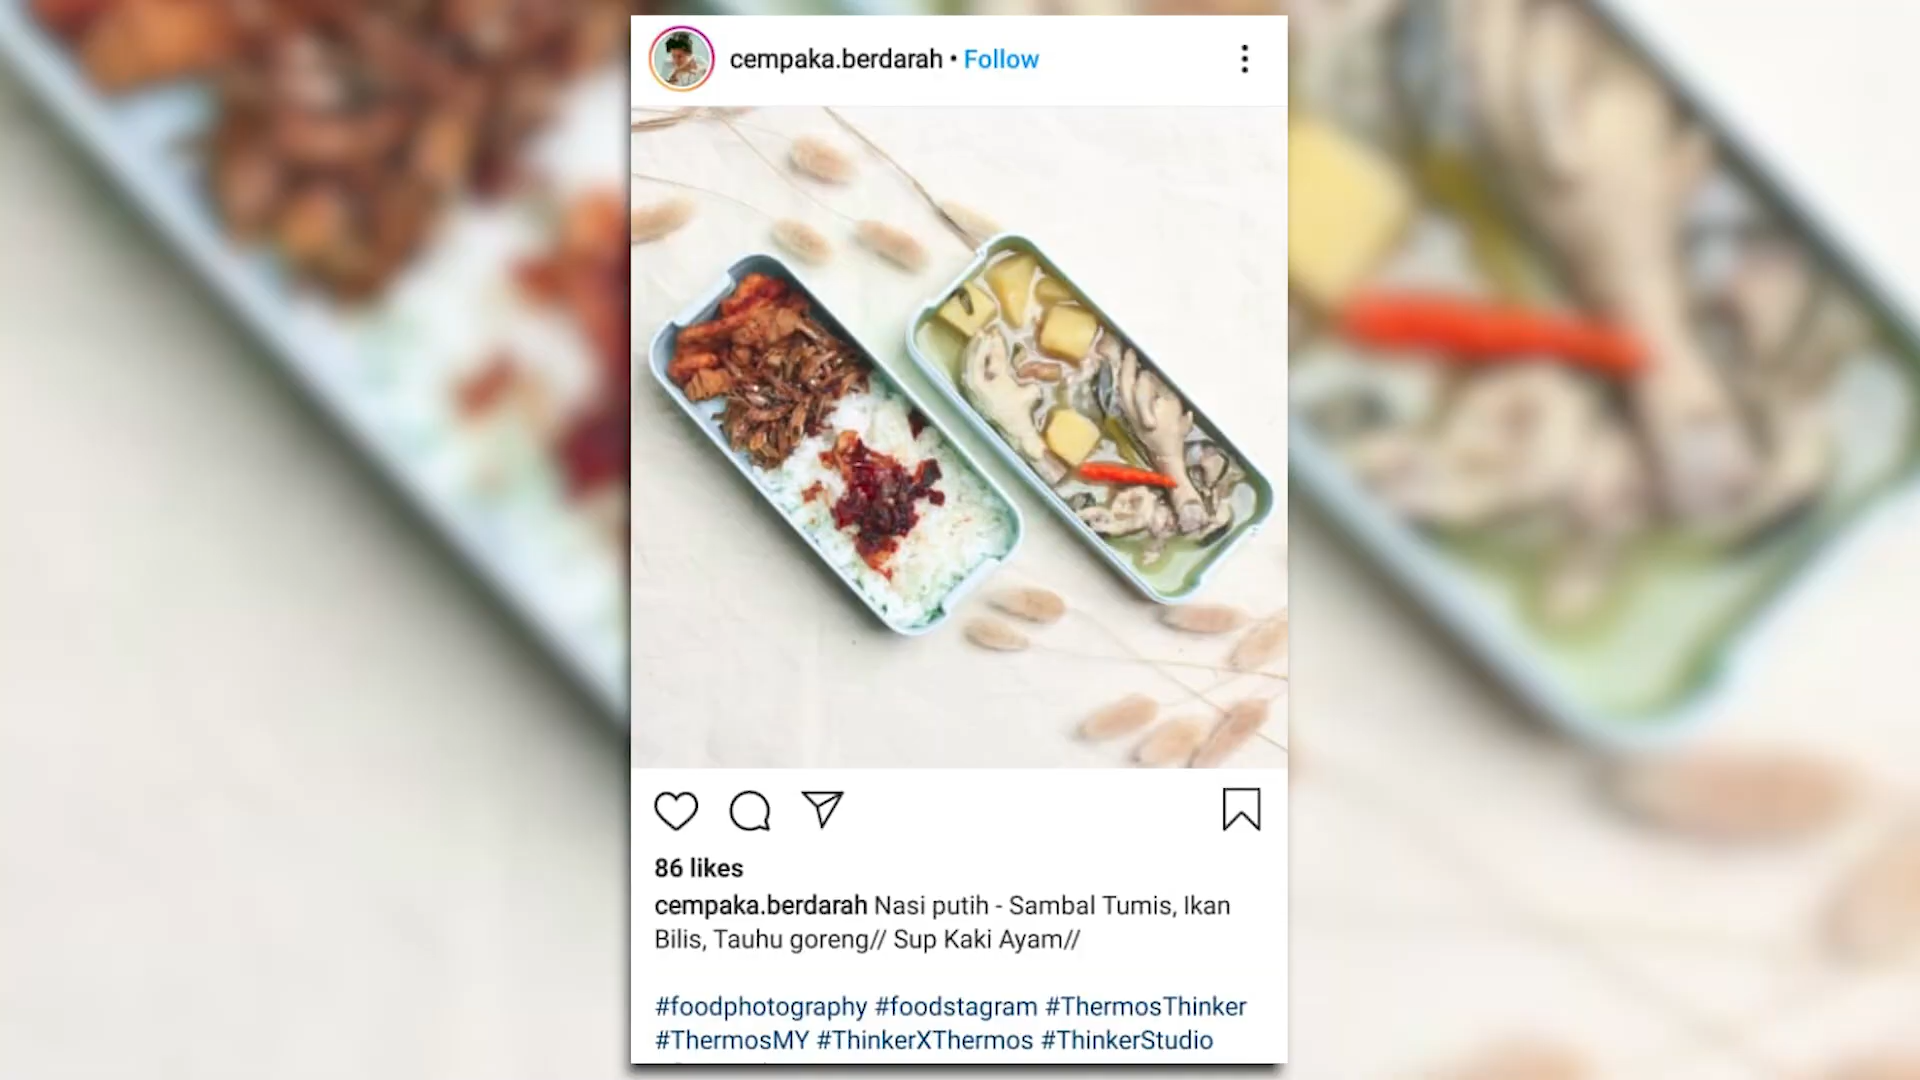 cempaka.berdarah • Follow
86 likes
cempaka.berdarah Nasi putih - Sambal Tumis, Ikan
Bilis, Tauhu goreng// Sup Kaki Ayam//
#foodphotography #foodstagram #ThermosThinker
#ThermosMY #ThinkerXThermos #ThinkerStudio